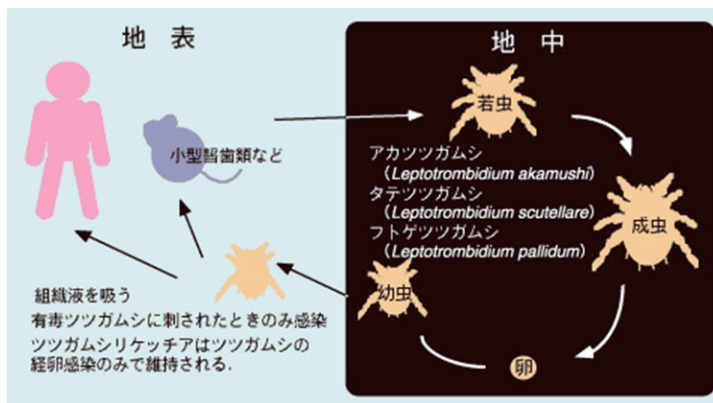 地 表
地 中
若虫
小型齧歯類など
アカツツガムシ
（Leptotrombidium akamushi）
タテツツガムシ
（Leptotrombidium scutellare）
フトゲツツガムシ
（Leptotrombidium pallidum）
成虫
幼虫
卵
組織液を吸う
有毒ツツガムシに刺されたときのみ感染
ツツガムシリケッチアはツツガムシの
経卵感染のみで維持される.